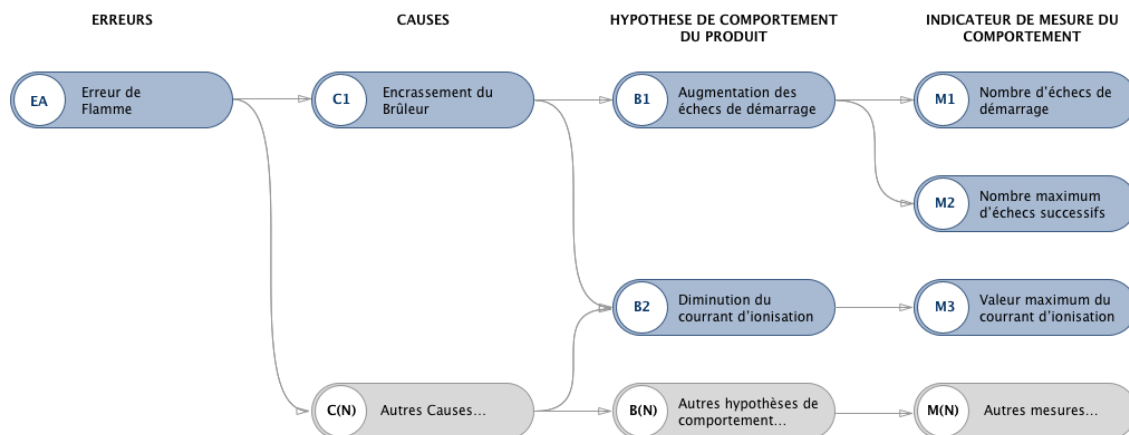 ERREURS
CAUSES
HYPOTHESE DE COMPORTEMENT
DU PRODUIT
INDICATEUR DE MESURE DU
COMPORTEMENT
EA
Erreur de
Flamme
C1
Encrassement du
Brûleur
B1
Augmentation des
échecs de démarrage
M1
Nombre d'échecs de
démarrage
M2
Nombre maximum
d'échecs successifs
B2
Diminution du
courrant d'ionisation
M3
Valeur maximum du
courrant d'ionisation
C(N)
Autres Causes...
B(N)
Autres hypothèses de
comportement...
M(N)
Autres mesures...